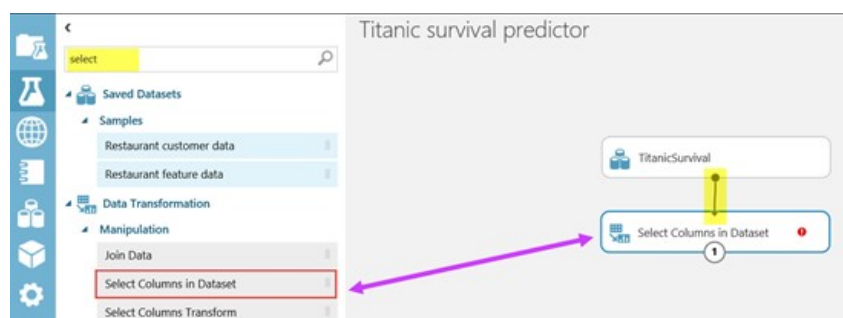 Titanic survival predictor
select
Saved Datasets
Samples
Restaurant customer data
Restaurant feature data
Data Transformation
Manipulation
Join Data
Select Columns in Dataset
Select Columns Transform
TitanicSurvival
Select Columns in Dataset
1